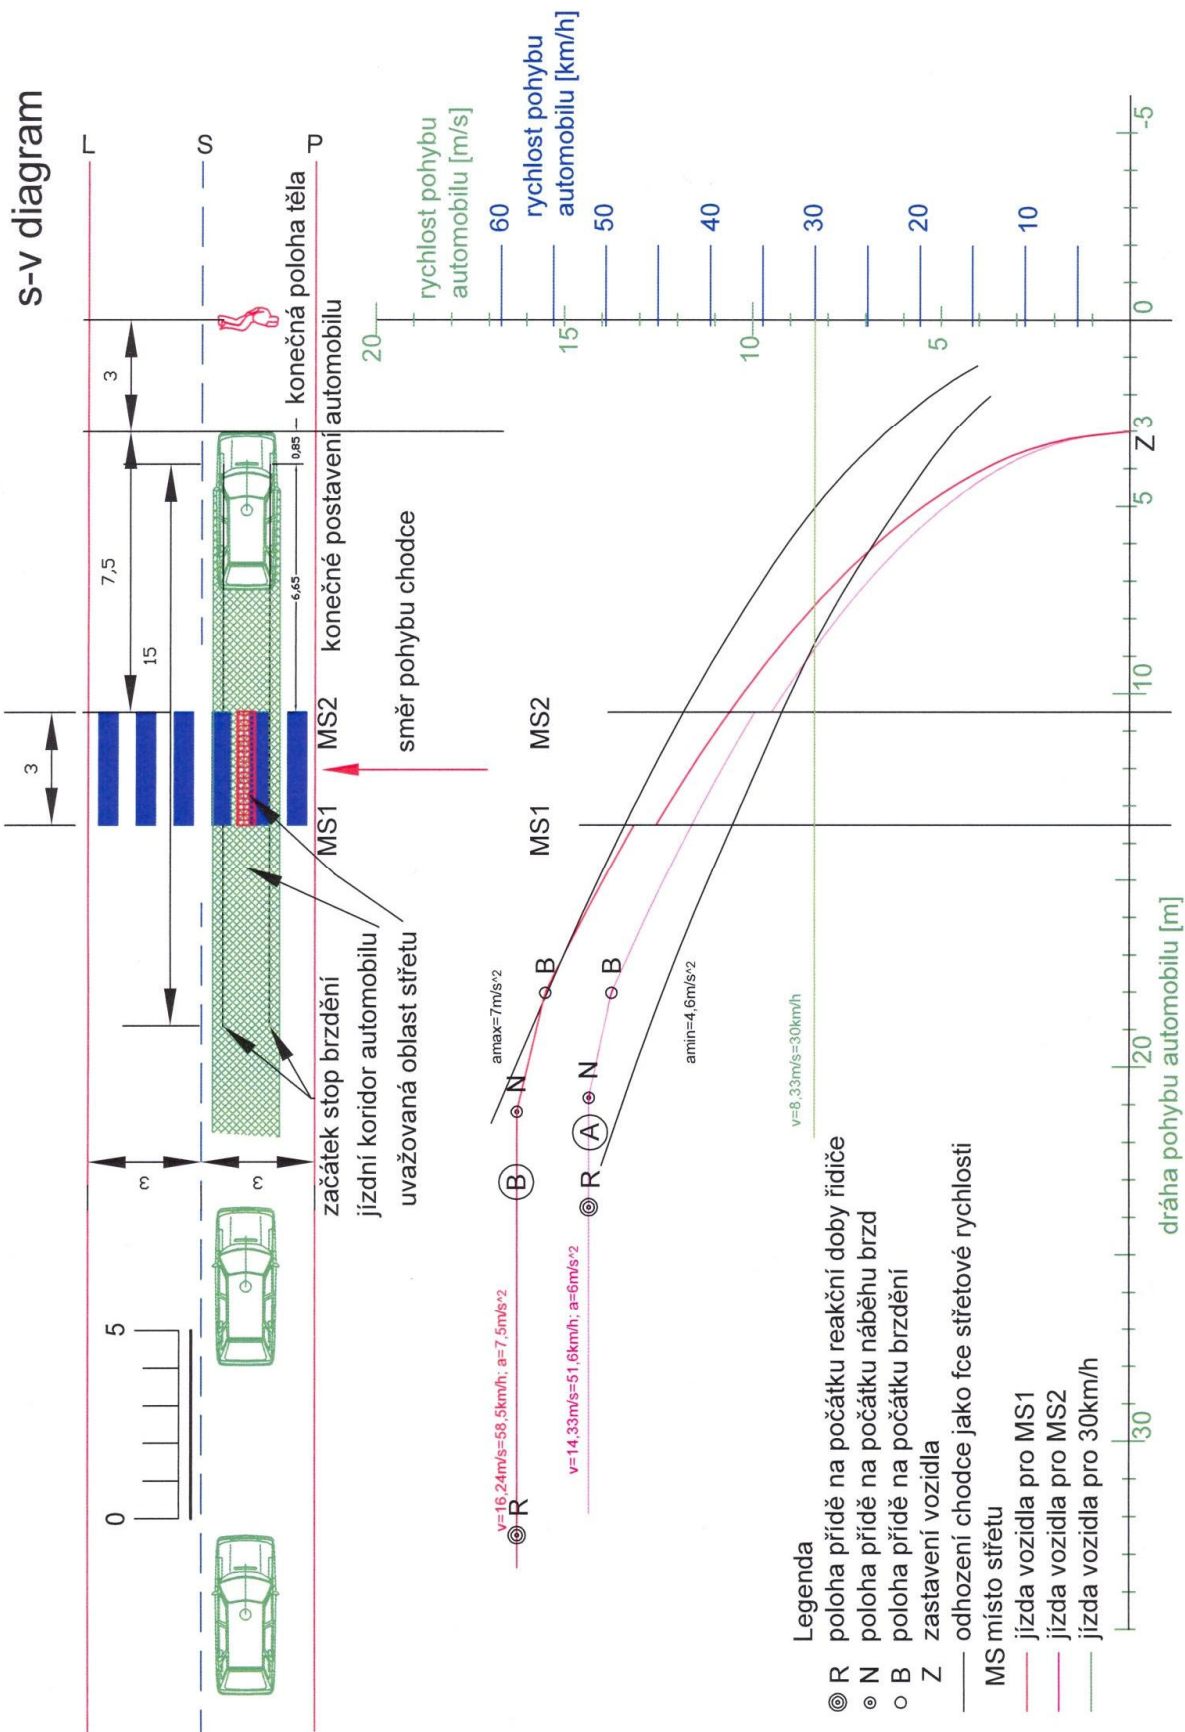 s-v diagram
L
S
P
3
7,5
3
15
0,85
6,65
3
3
0
5
konečná poloha těla
konečné postavení automobilu
MS1
MS2
směr pohybu chodce
začátek stop brzdění
jízdní koridor automobilu
uvažovaná oblast střetu
rychlost pohybu
automobilu [m/s]
rychlost pohybu
automobilu [km/h]
20
15
10
5
0
60
50
40
30
20
10
MS1
MS2
amax=7m/s^2
amin=4,6m/s^2
v=16,24m/s=58,5km/h; a=7,5m/s^2
R
B
N
B
v=14,33m/s=51,6km/h; a=6m/s^2
R
A
N
B
v=8,33m/s=30km/h
30
20
10
5
3
-5
Z
dráha pohybu automobilu [m]
Legenda
R poloha přídě na počátku reakční doby řidiče
N poloha přídě na počátku náběhu brzd
B poloha přídě na počátku brzdění
Z zastavení vozidla
odhození chodce jako fce střetové rychlosti
MS místo střetu
jízda vozidla pro MS1
jízda vozidla pro MS2
jízda vozidla pro 30km/h